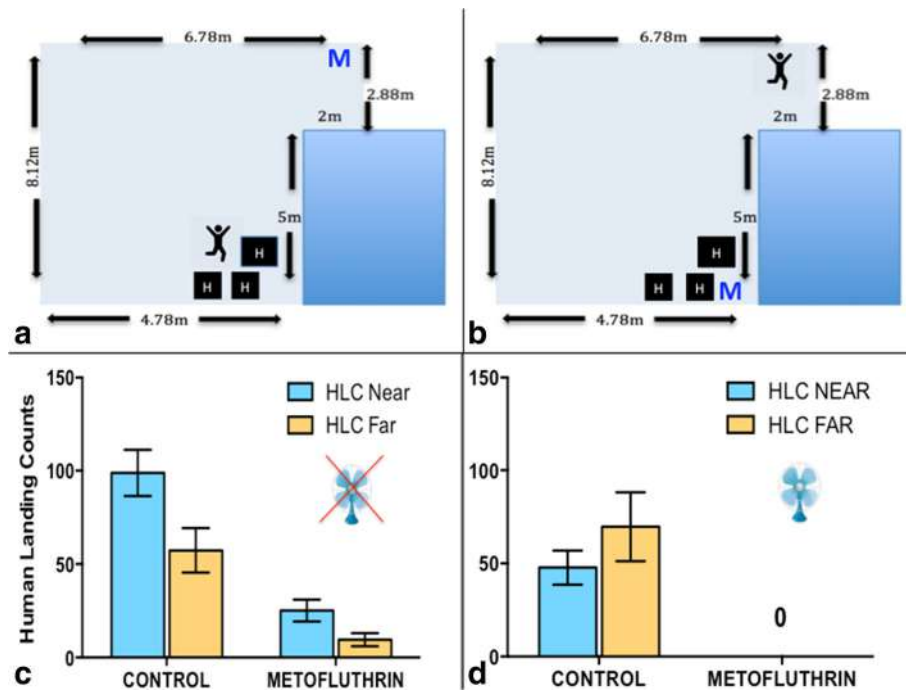 6.78m
M
2.88m
2m
8.12m
5m
H
H H
4.78m
a
6.78m
2.88m
2m
8.12m
5m
H
H H M
4.78m
b
Human Landing Counts
150
100
50
0
HLC Near
HLC Far
CONTROL METOFLUTHRIN
c
150
100
50
0
HLC NEAR
HLC FAR
0
CONTROL METOFLUTHRIN
d